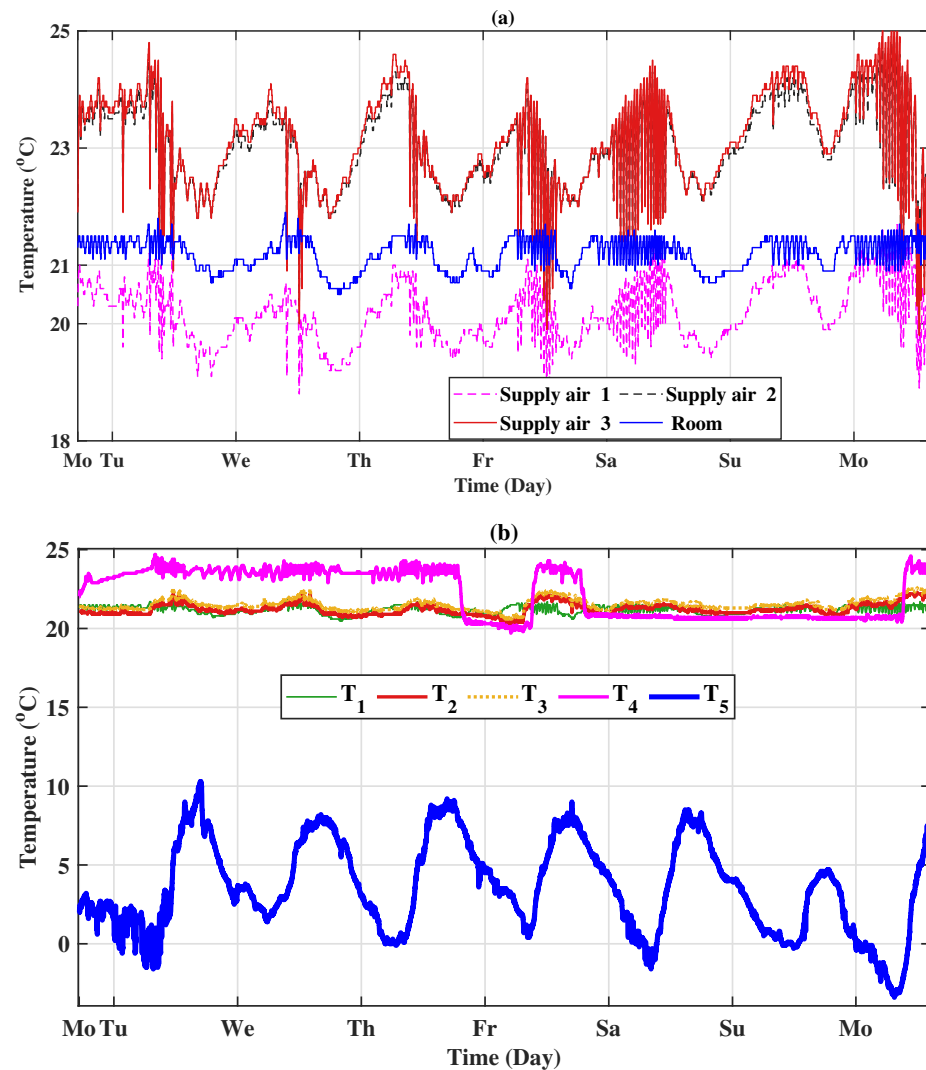 (a)
25
23
21
20
18
Temperature (°C)
Supply air 1
Supply air 2
Supply air 3
Room
Mo Tu We Th Fr Sa Su Mo
Time (Day)
(b)
25
20
15
10
5
0
Temperature (°C)
T1 T2 T3 T4 T5
Mo Tu We Th Fr Sa Su Mo
Time (Day)